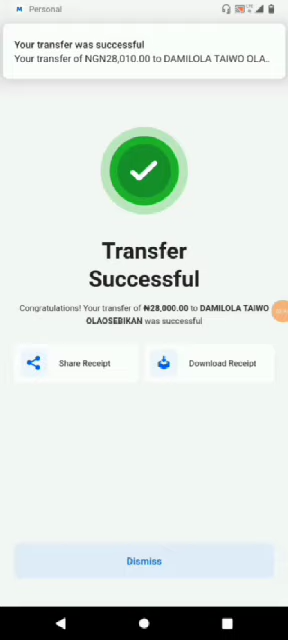 M Personal
Your transfer was successful
Your transfer of NGN28,010.00 to DAMILOLA TAIWO OLA..
Transfer
Successful
Congratulations! Your transfer of ₦28,000.00 to DAMILOLA TAIWO
OLAOSEBIKAN was successful
Share Receipt
Download Receipt
Dismiss